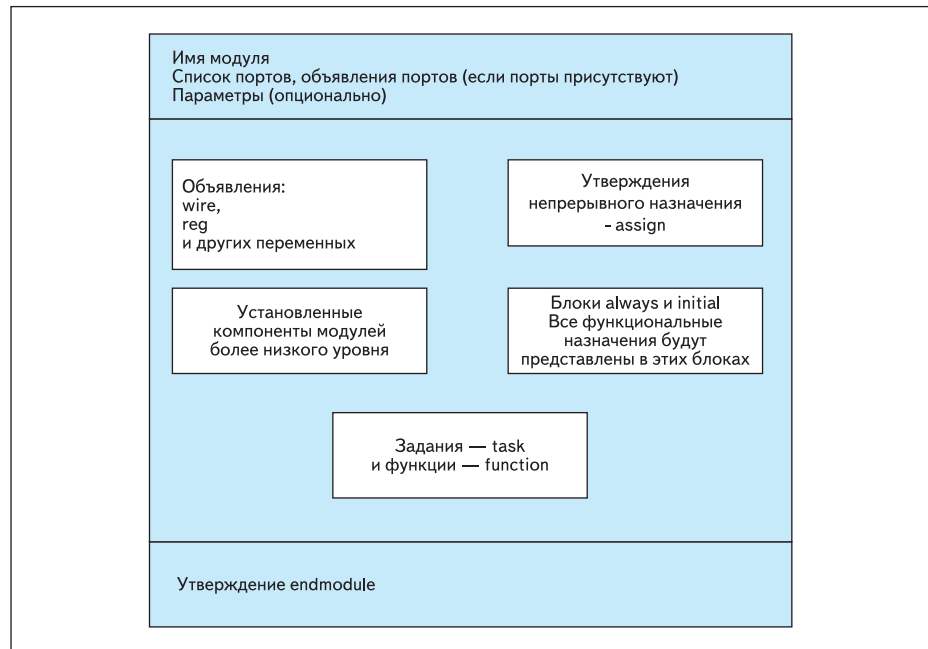 Имя модуля
Список портов, объявления портов (если порты присутствуют)
Параметры (опционально)
Объявления:
wire,
reg
и других переменных
Утверждения
непрерывного назначения
- assign
Установленные
компоненты модулей
более низкого уровня
Блоки always и initial
Все функциональные
назначения будут
представлены в этих блоках
Задания — task
и функции — function
Утверждение endmodule